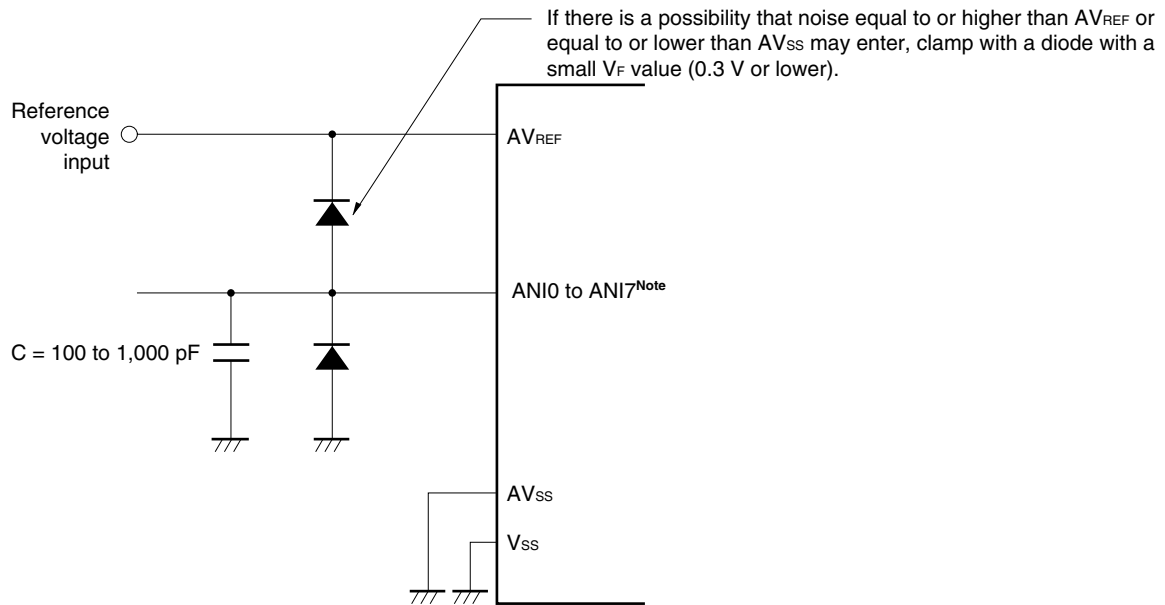 If there is a possibility that noise equal to or higher than AVREF or
equal to or lower than AVSS may enter, clamp with a diode with a
small VF value (0.3 V or lower).
Reference
voltage
input
AVREF
ANI0 to ANI7Note
C = 100 to 1,000 pF
AVSS
VSS